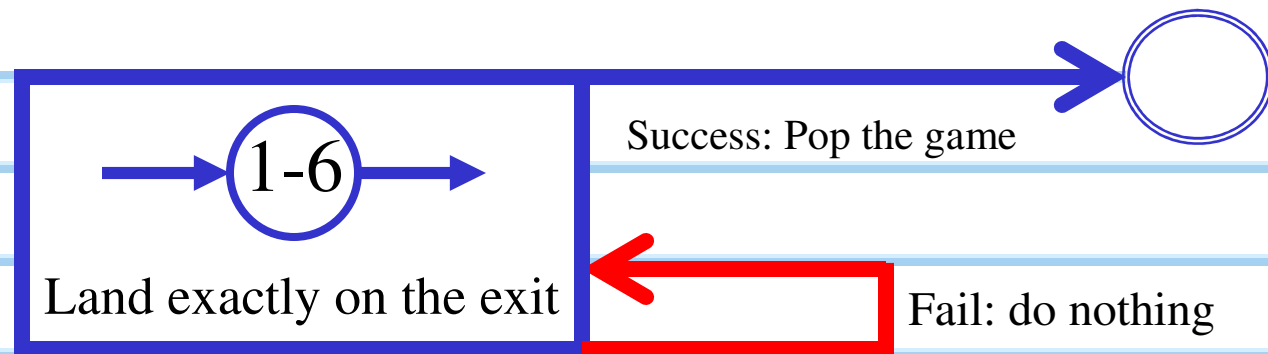 Success: Pop the game
1-6
Land exactly on the exit
Fail: do nothing